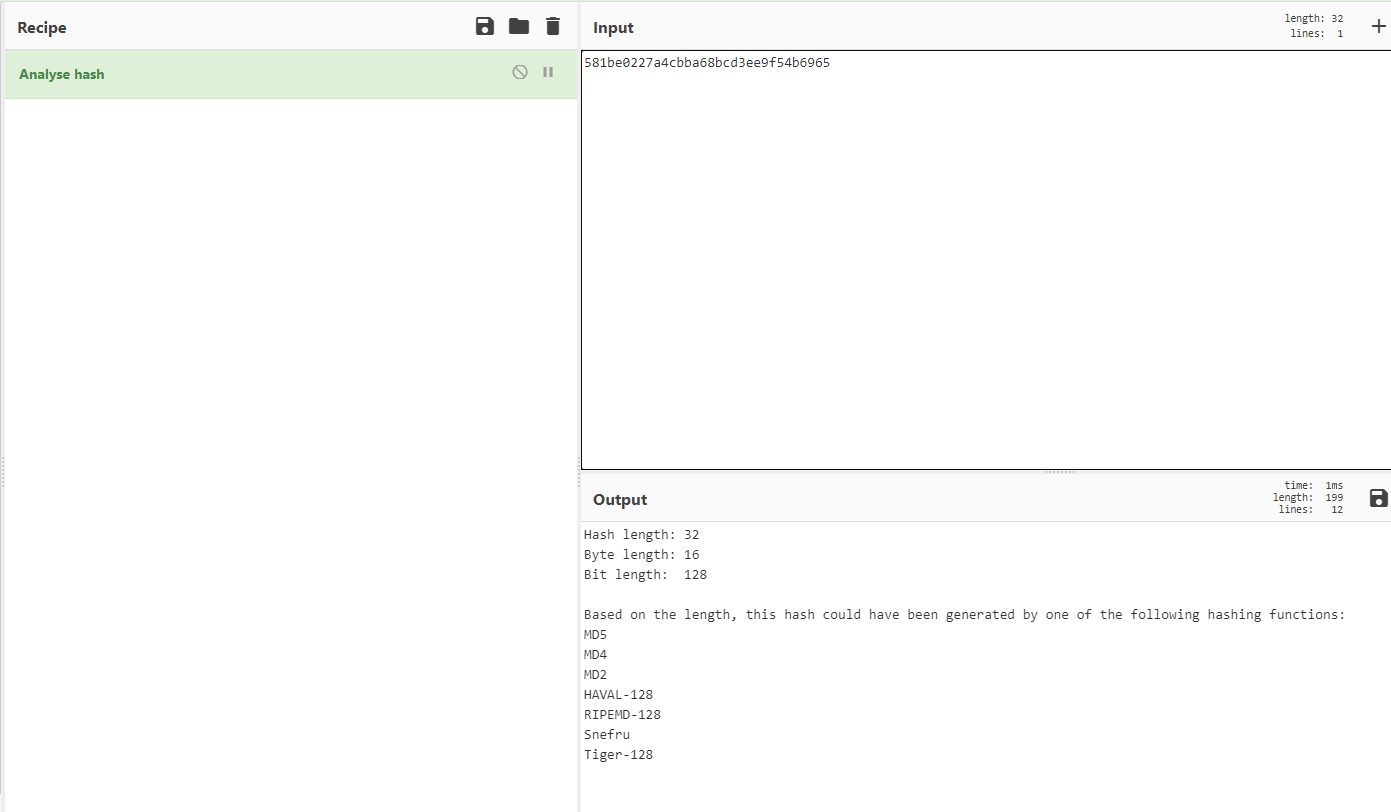 Recipe
Analyse hash
Input
length: 32
lines: 1
581be0227a4cbba68bcd3ee9f54b6965
Output
time: 1ms
length: 199
lines: 12
Hash length: 32
Byte length: 16
Bit length: 128
Based on the length, this hash could have been generated by one of the following hashing functions:
MD5
MD4
MD2
HAVAL-128
RIPEMD-128
Snefru
Tiger-128